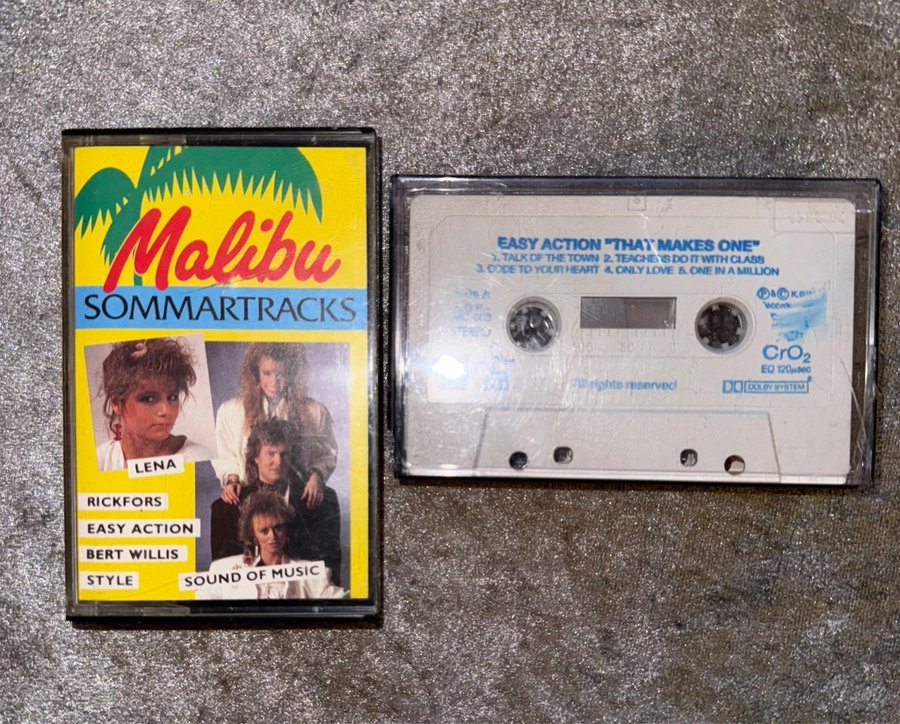 Malibu
SOMMARTRACKS
LENA
RICKFORS
EASY ACTION
BERT WILLIS
STYLE
SOUND OF MUSIC
EASY ACTION "THAT MAKES ONE"
1. TALK OF THE TOWN 2. TEACHERS DO IT WITH CLASS
3. CODE TO YOUR HEART 4. ONLY LOVE 5. ONE IN A MILLION
STEREO
CrO2
EQ 120µsec
All rights reserved
DOLBY SYSTEM